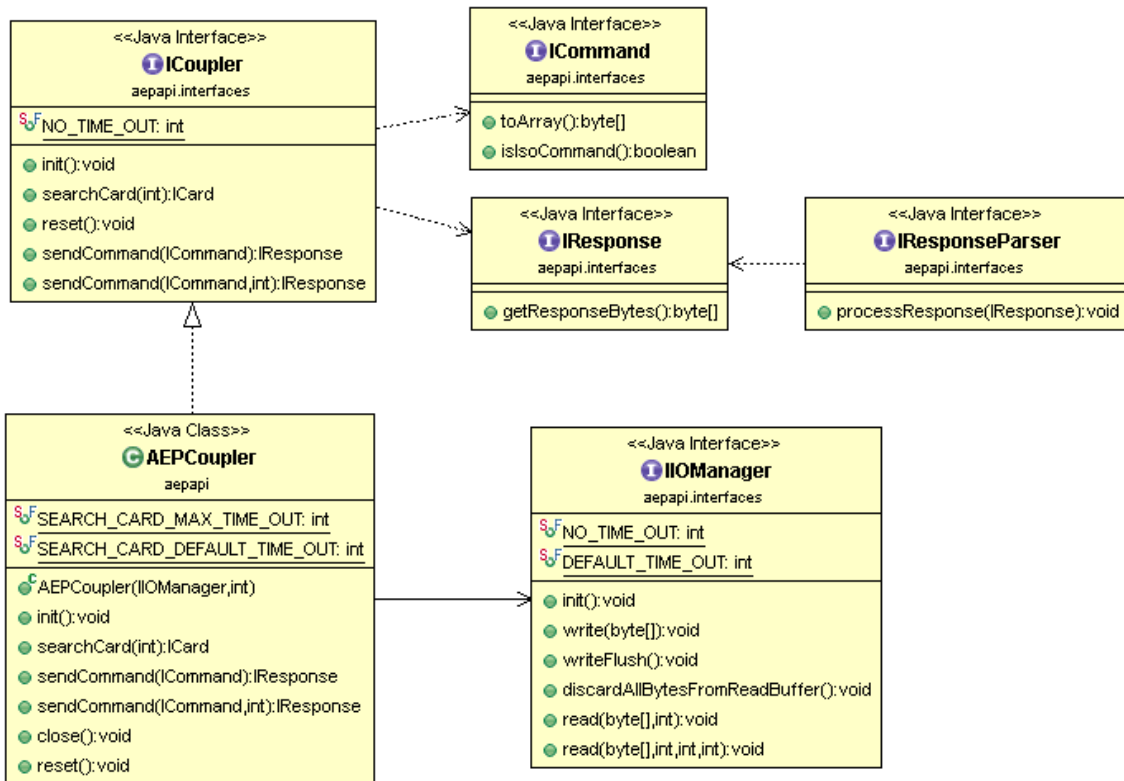 <<Java Interface>>
ICoupler
aepapi.interfaces
NO_TIME_OUT: int
init():void
searchCard(int):ICard
reset():void
sendCommand(ICommand):IResponse
sendCommand(ICommand,int):IResponse
<<Java Interface>>
ICommand
aepapi.interfaces
toArray():byte[]
isIsoCommand():boolean
<<Java Interface>>
IResponse
aepapi.interfaces
getResponseBytes():byte[]
<<Java Interface>>
IResponseParser
aepapi.interfaces
processResponse(IResponse):void
<<Java Class>>
AEPCoupler
aepapi
SEARCH_CARD_MAX_TIME_OUT: int
SEARCH_CARD_DEFAULT_TIME_OUT: int
AEPCoupler(IIOManager,int)
init():void
searchCard(int):ICard
sendCommand(ICommand):IResponse
sendCommand(ICommand,int):IResponse
close():void
reset():void
<<Java Interface>>
IIOManager
aepapi.interfaces
NO_TIME_OUT: int
DEFAULT_TIME_OUT: int
init():void
write(byte[]):void
writeFlush():void
discardAllBytesFromReadBuffer():void
read(byte[],int):void
read(byte[],int,int,int):void